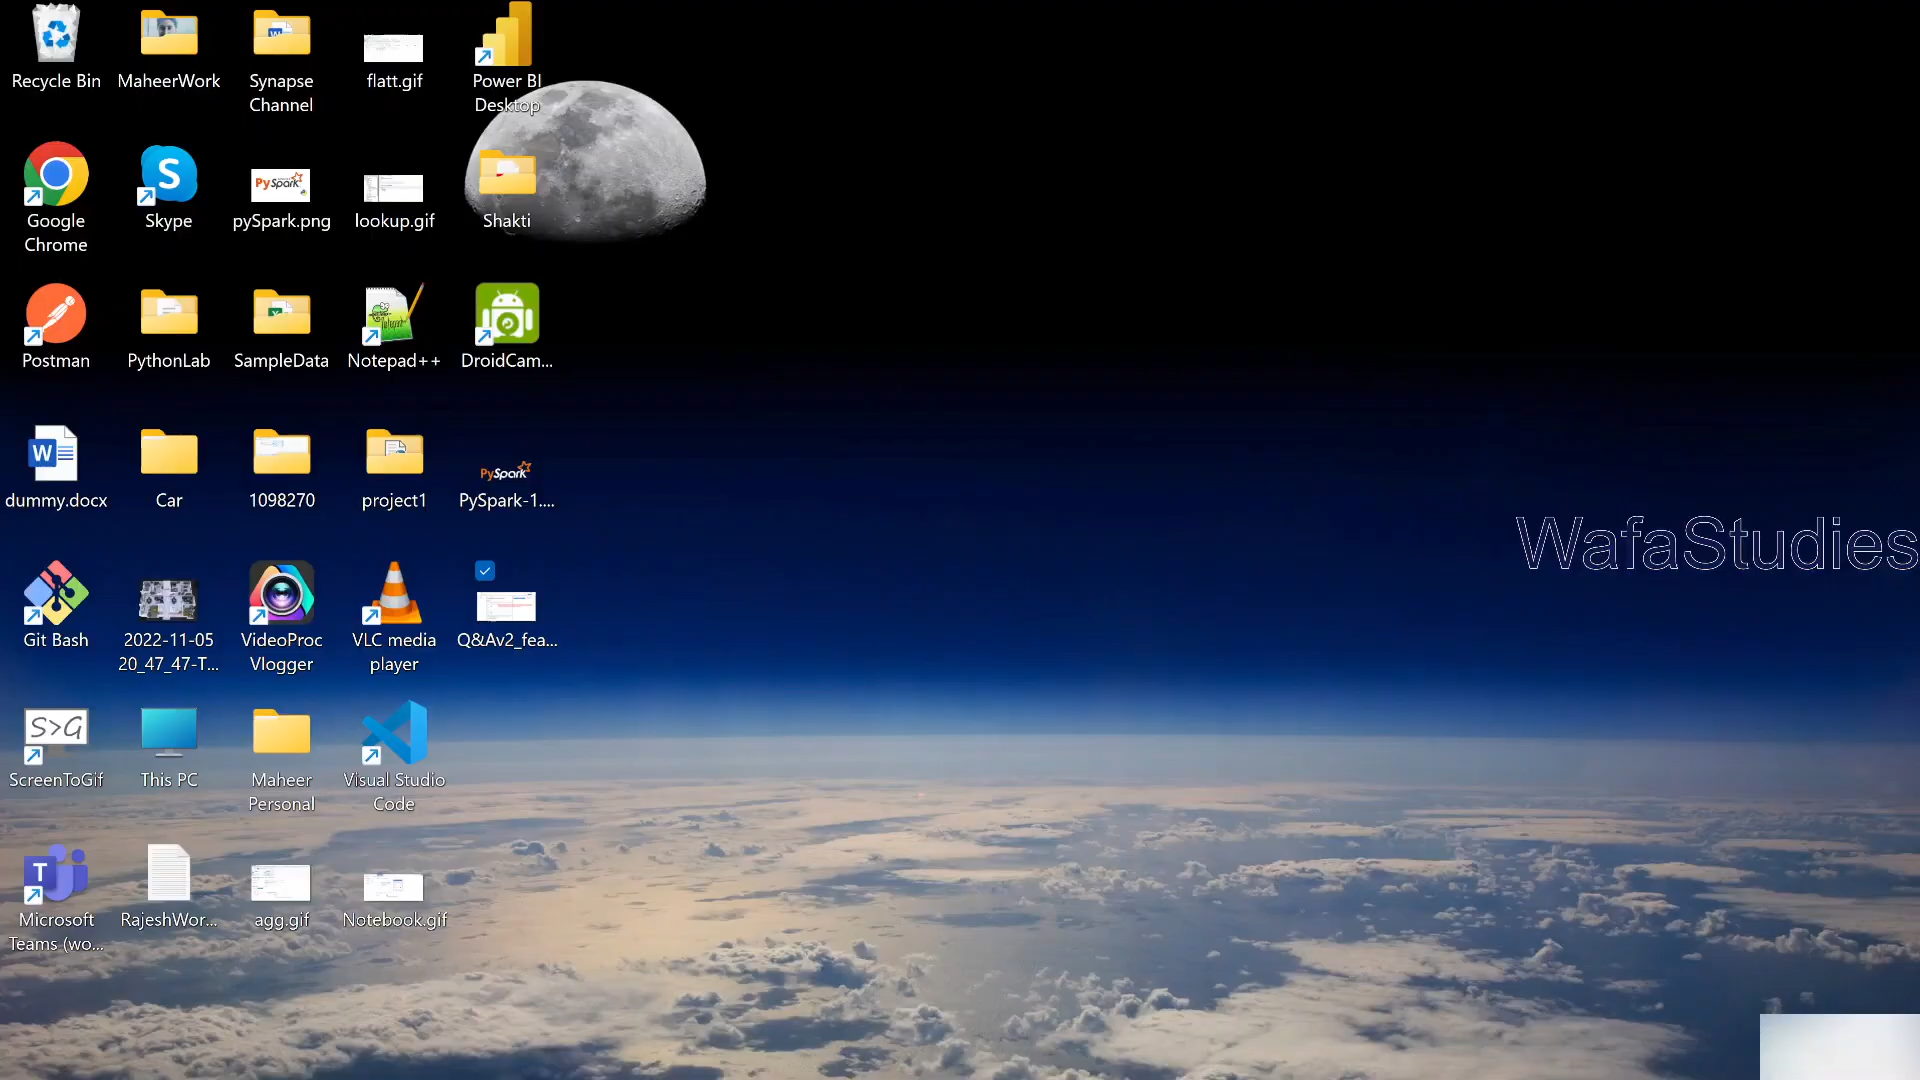 Recycle Bin
MaheerWork
Synapse
Channel
flatt.gif
Power BI
Desktop
Google
Chrome
Skype
PySpark
pySpark.png
lookup.gif
Shakti
Postman
PythonLab
SampleData
Notepad++
DroidCam...
dummy.docx
Car
1098270
project1
PySpark
PySpark-1....
WafaStudies
Git Bash
2022-11-05
20_47_47-T...
VideoProc
Vlogger
VLC media
player
Q&Av2_fea...
S>G
ScreenToGif
This PC
Maheer
Personal
Visual Studio
Code
Microsoft
Teams (wo...
RajeshWor...
agg.gif
Notebook.gif